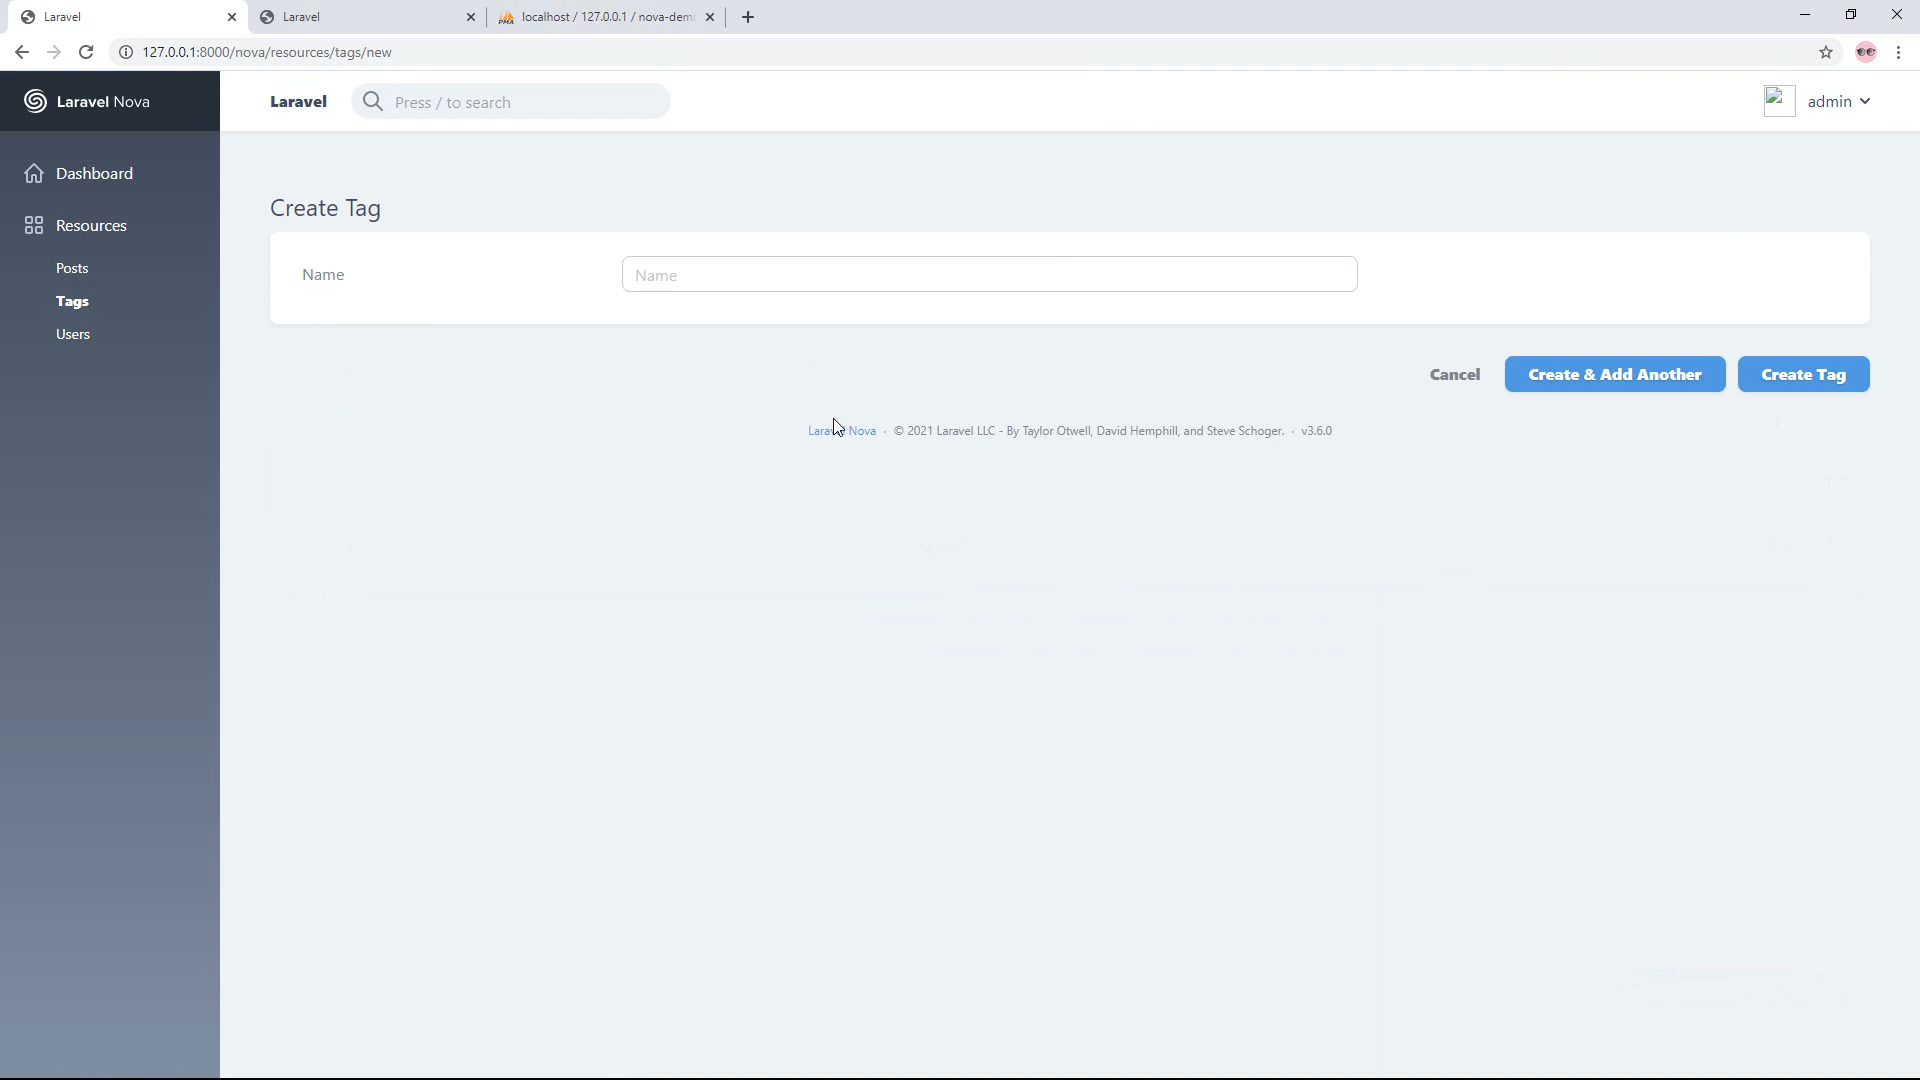 Laravel
Laravel
localhost / 127.0.0.1 / nova-dem
127.0.0.1:8000/nova/resources/tags/new
Laravel Nova
Laravel
Press / to search
admin
Dashboard
Resources
Posts
Tags
Users
Create Tag
Name
Name
Cancel
Create & Add Another
Create Tag
Laravel Nova · © 2021 Laravel LLC - By Taylor Otwell, David Hemphill, and Steve Schoger. · v3.6.0